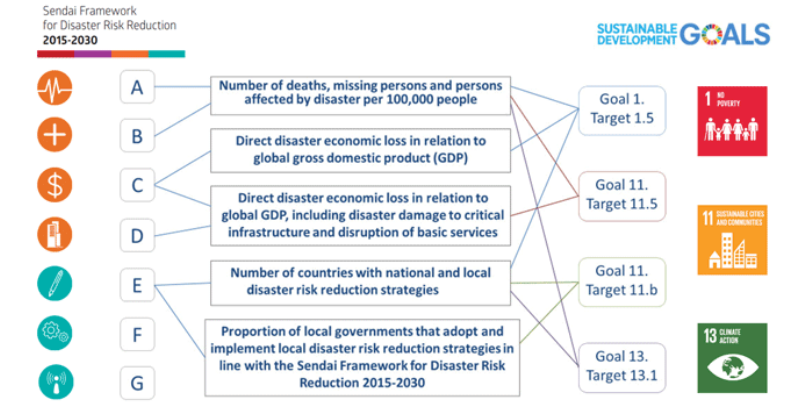 Sendai Framework
for Disaster Risk Reduction
2015-2030
SUSTAINABLE
DEVELOPMENT
GOALS
A
B
C
D
E
F
G
Number of deaths, missing persons and persons
affected by disaster per 100,000 people
Direct disaster economic loss in relation to
global gross domestic product (GDP)
Direct disaster economic loss in relation to
global GDP, including disaster damage to critical
infrastructure and disruption of basic services
Number of countries with national and local
disaster risk reduction strategies
Proportion of local governments that adopt and
implement local disaster risk reduction strategies in
line with the Sendai Framework for Disaster Risk
Reduction 2015-2030
Goal 1.
Target 1.5
Goal 11.
Target 11.5
Goal 11.
Target 11.b
Goal 13.
Target 13.1
1 NO
POVERTY
11 SUSTAINABLE CITIES
AND COMMUNITIES
13 CLIMATE
ACTION